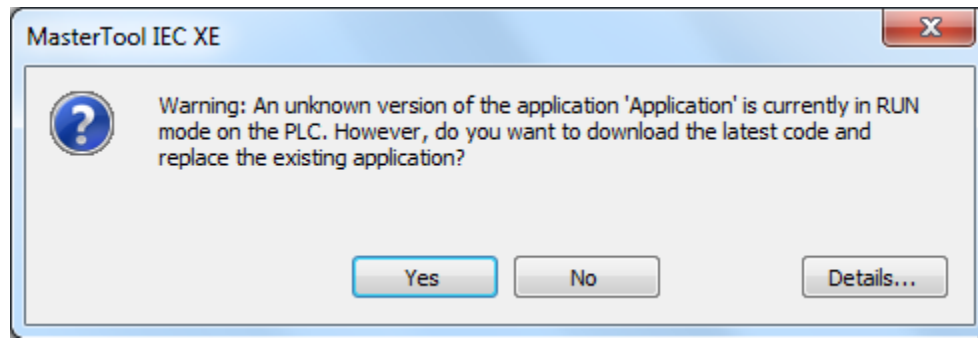 MasterTool IEC XE
Warning: An unknown version of the application 'Application' is currently in RUN
mode on the PLC. However, do you want to download the latest code and
replace the existing application?
Yes No Details...